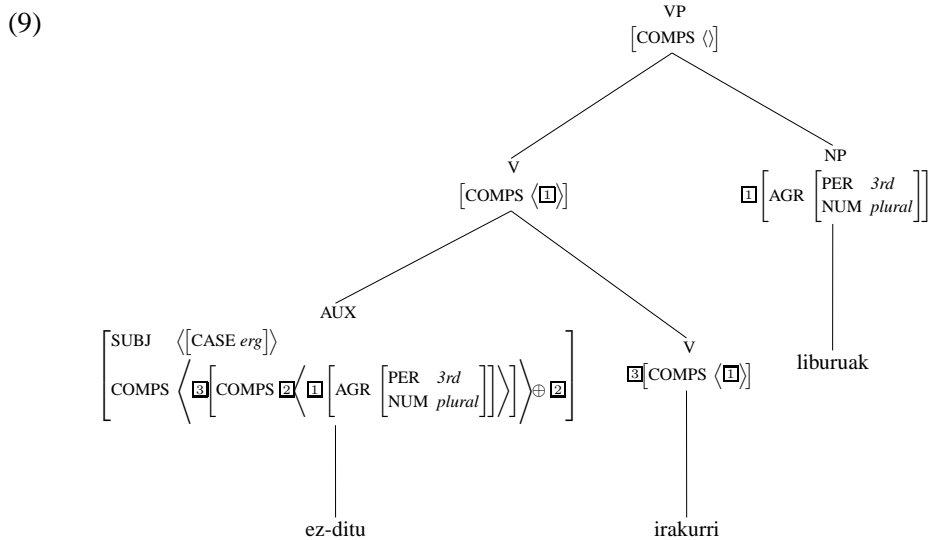 (9)
VP
[COMPS ⟨⟩]
V
[COMPS ⟨[1]⟩]
NP
[1] [AGR [PER 3rd
NUM plural]]
AUX
[SUBJ ⟨[CASE erg]⟩
COMPS ⟨[3][COMPS [2]⟨[1] [AGR [PER 3rd
NUM plural]]⟩]⟩ ⊕ [2]]
V
[3][COMPS ⟨[1]⟩]
liburuak
ez-ditu
irakurri